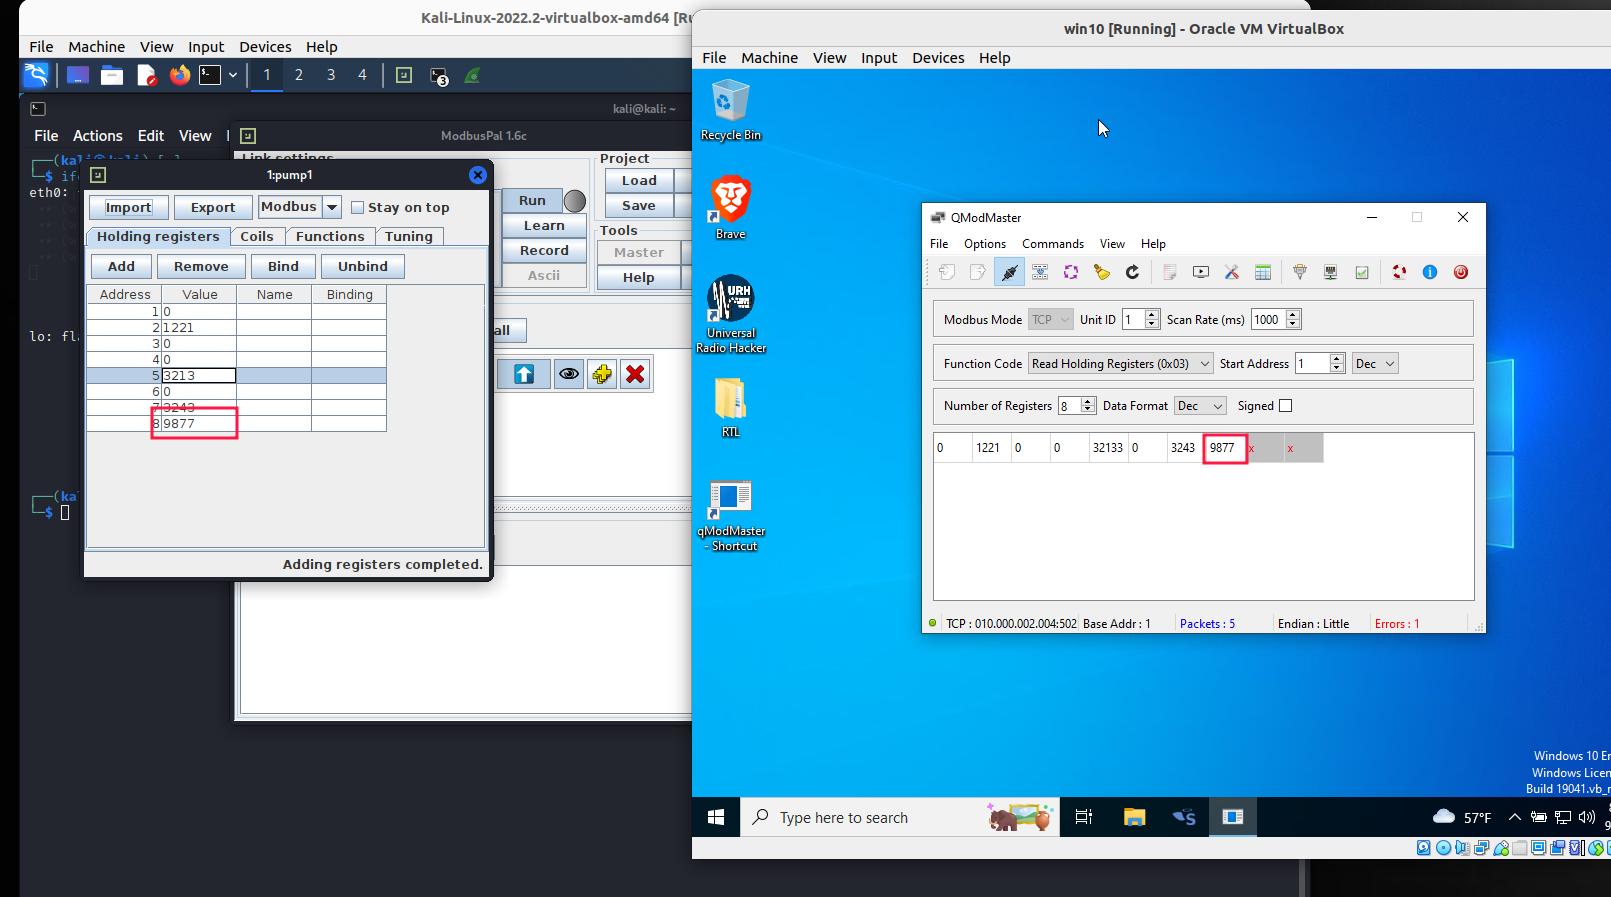 Kali-Linux-2022.2-virtualbox-amd64 [Ru
File Machine View Input Devices Help
1 2 3 4
3
kali@kali: ~
File Actions Edit View
(kali@kali)-[~]
$ ifc
eth0:
lo: fla
(ka
$
ModbusPal 1.6c
Link settings
Run
Learn
Record
Ascii
Project
Load
Save
Tools
Master
Help
all
1:pump1
Import Export Modbus Stay on top
Holding registers Coils Functions Tuning
Add Remove Bind Unbind
Address Value Name Binding
1 0
2 1221
3 0
4 0
5 3213
6 0
7 3243
8 9877
Adding registers completed.
win10 [Running] - Oracle VM VirtualBox
File Machine View Input Devices Help
Recycle Bin
Brave
URH
Universal
Radio Hacker
RTL
qModMaster
- Shortcut
QModMaster
File Options Commands View Help
Modbus Mode TCP Unit ID 1 Scan Rate (ms) 1000
Function Code Read Holding Registers (0x03) Start Address 1 Dec
Number of Registers 8 Data Format Dec Signed
0 1221 0 0 32133 0 3243 9877 x x
TCP : 010.000.002.004:502 Base Addr : 1 Packets : 5 Endian : Little Errors : 1
Windows 10 En
Windows Licen
Build 19041.vb_r
Type here to search
57°F